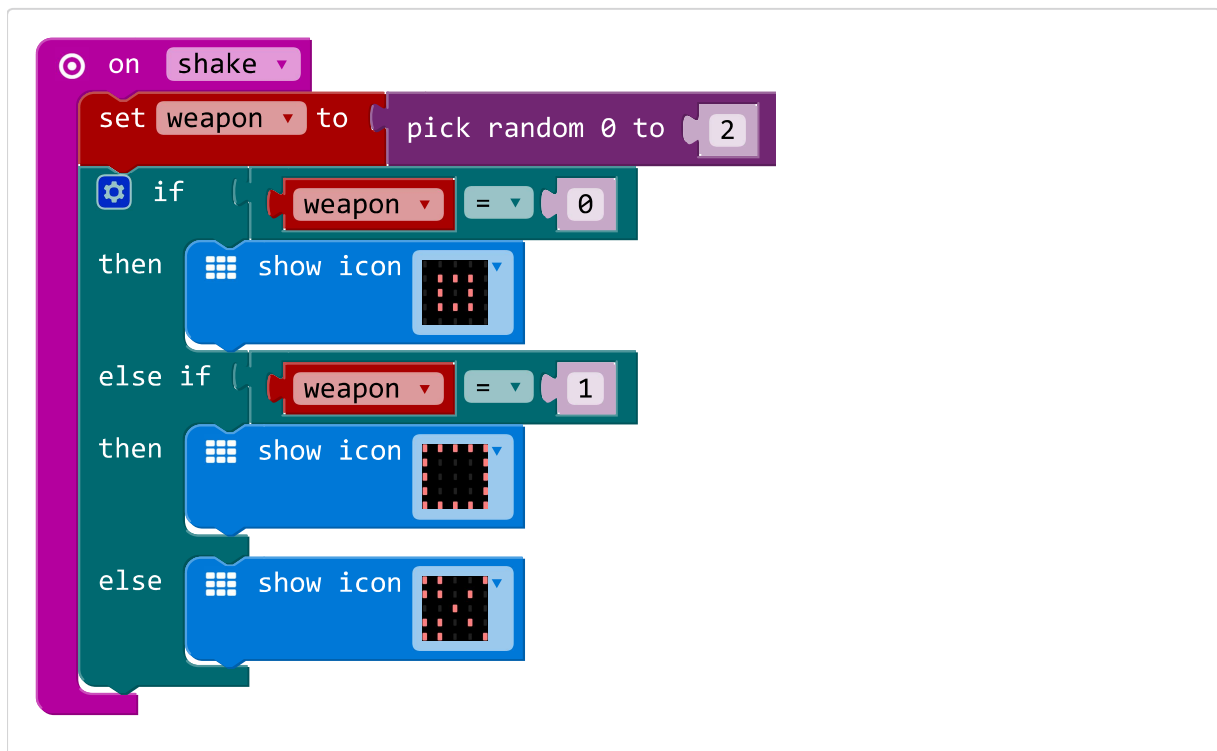 on shake
set weapon to pick random 0 to 2
if weapon = 0
then show icon
else if weapon = 1
then show icon
else show icon